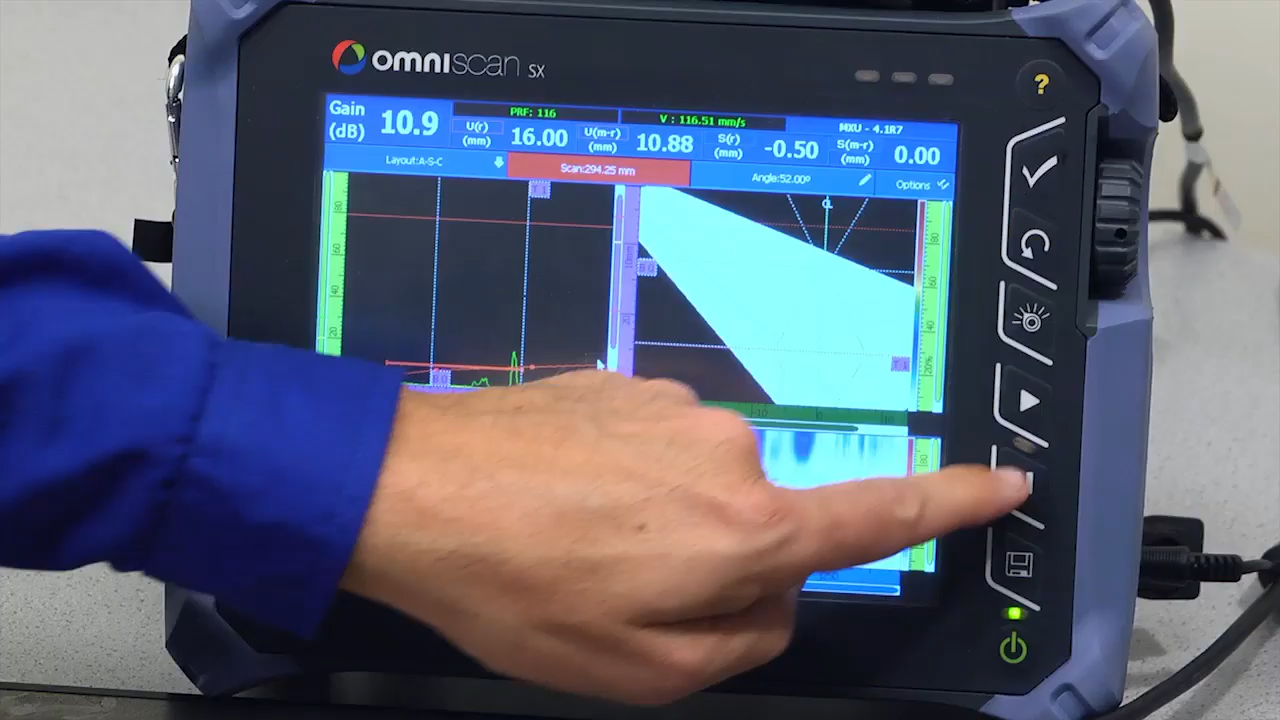 omniscan SX
?
Gain
(dB)
10.9
PRF: 116
V : 116.51 mm/s
MXU - 4.1R7
U(r)
(mm)
16.00
U(m-r)
(mm)
10.88
S(r)
(mm)
-0.50
S(m-r)
(mm)
0.00
Layout:A-S-C
Scan:294.25 mm
Angle:52.00º
Options